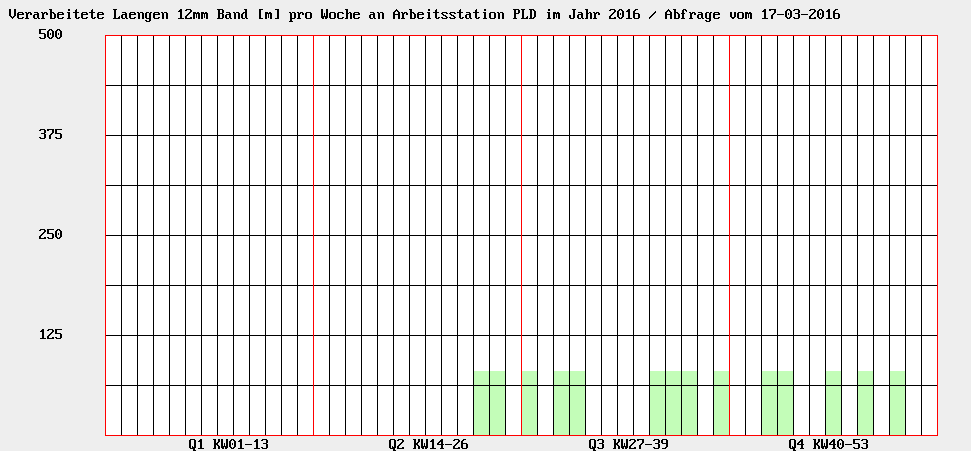 Verarbeitete Laengen 12mm Band [m] pro Woche an Arbeitsstation PLD im Jahr 2016 / Abfrage vom 17-03-2016
500
375
250
125
Q1 KW01-13 Q2 KW14-26 Q3 KW27-39 Q4 KW40-53